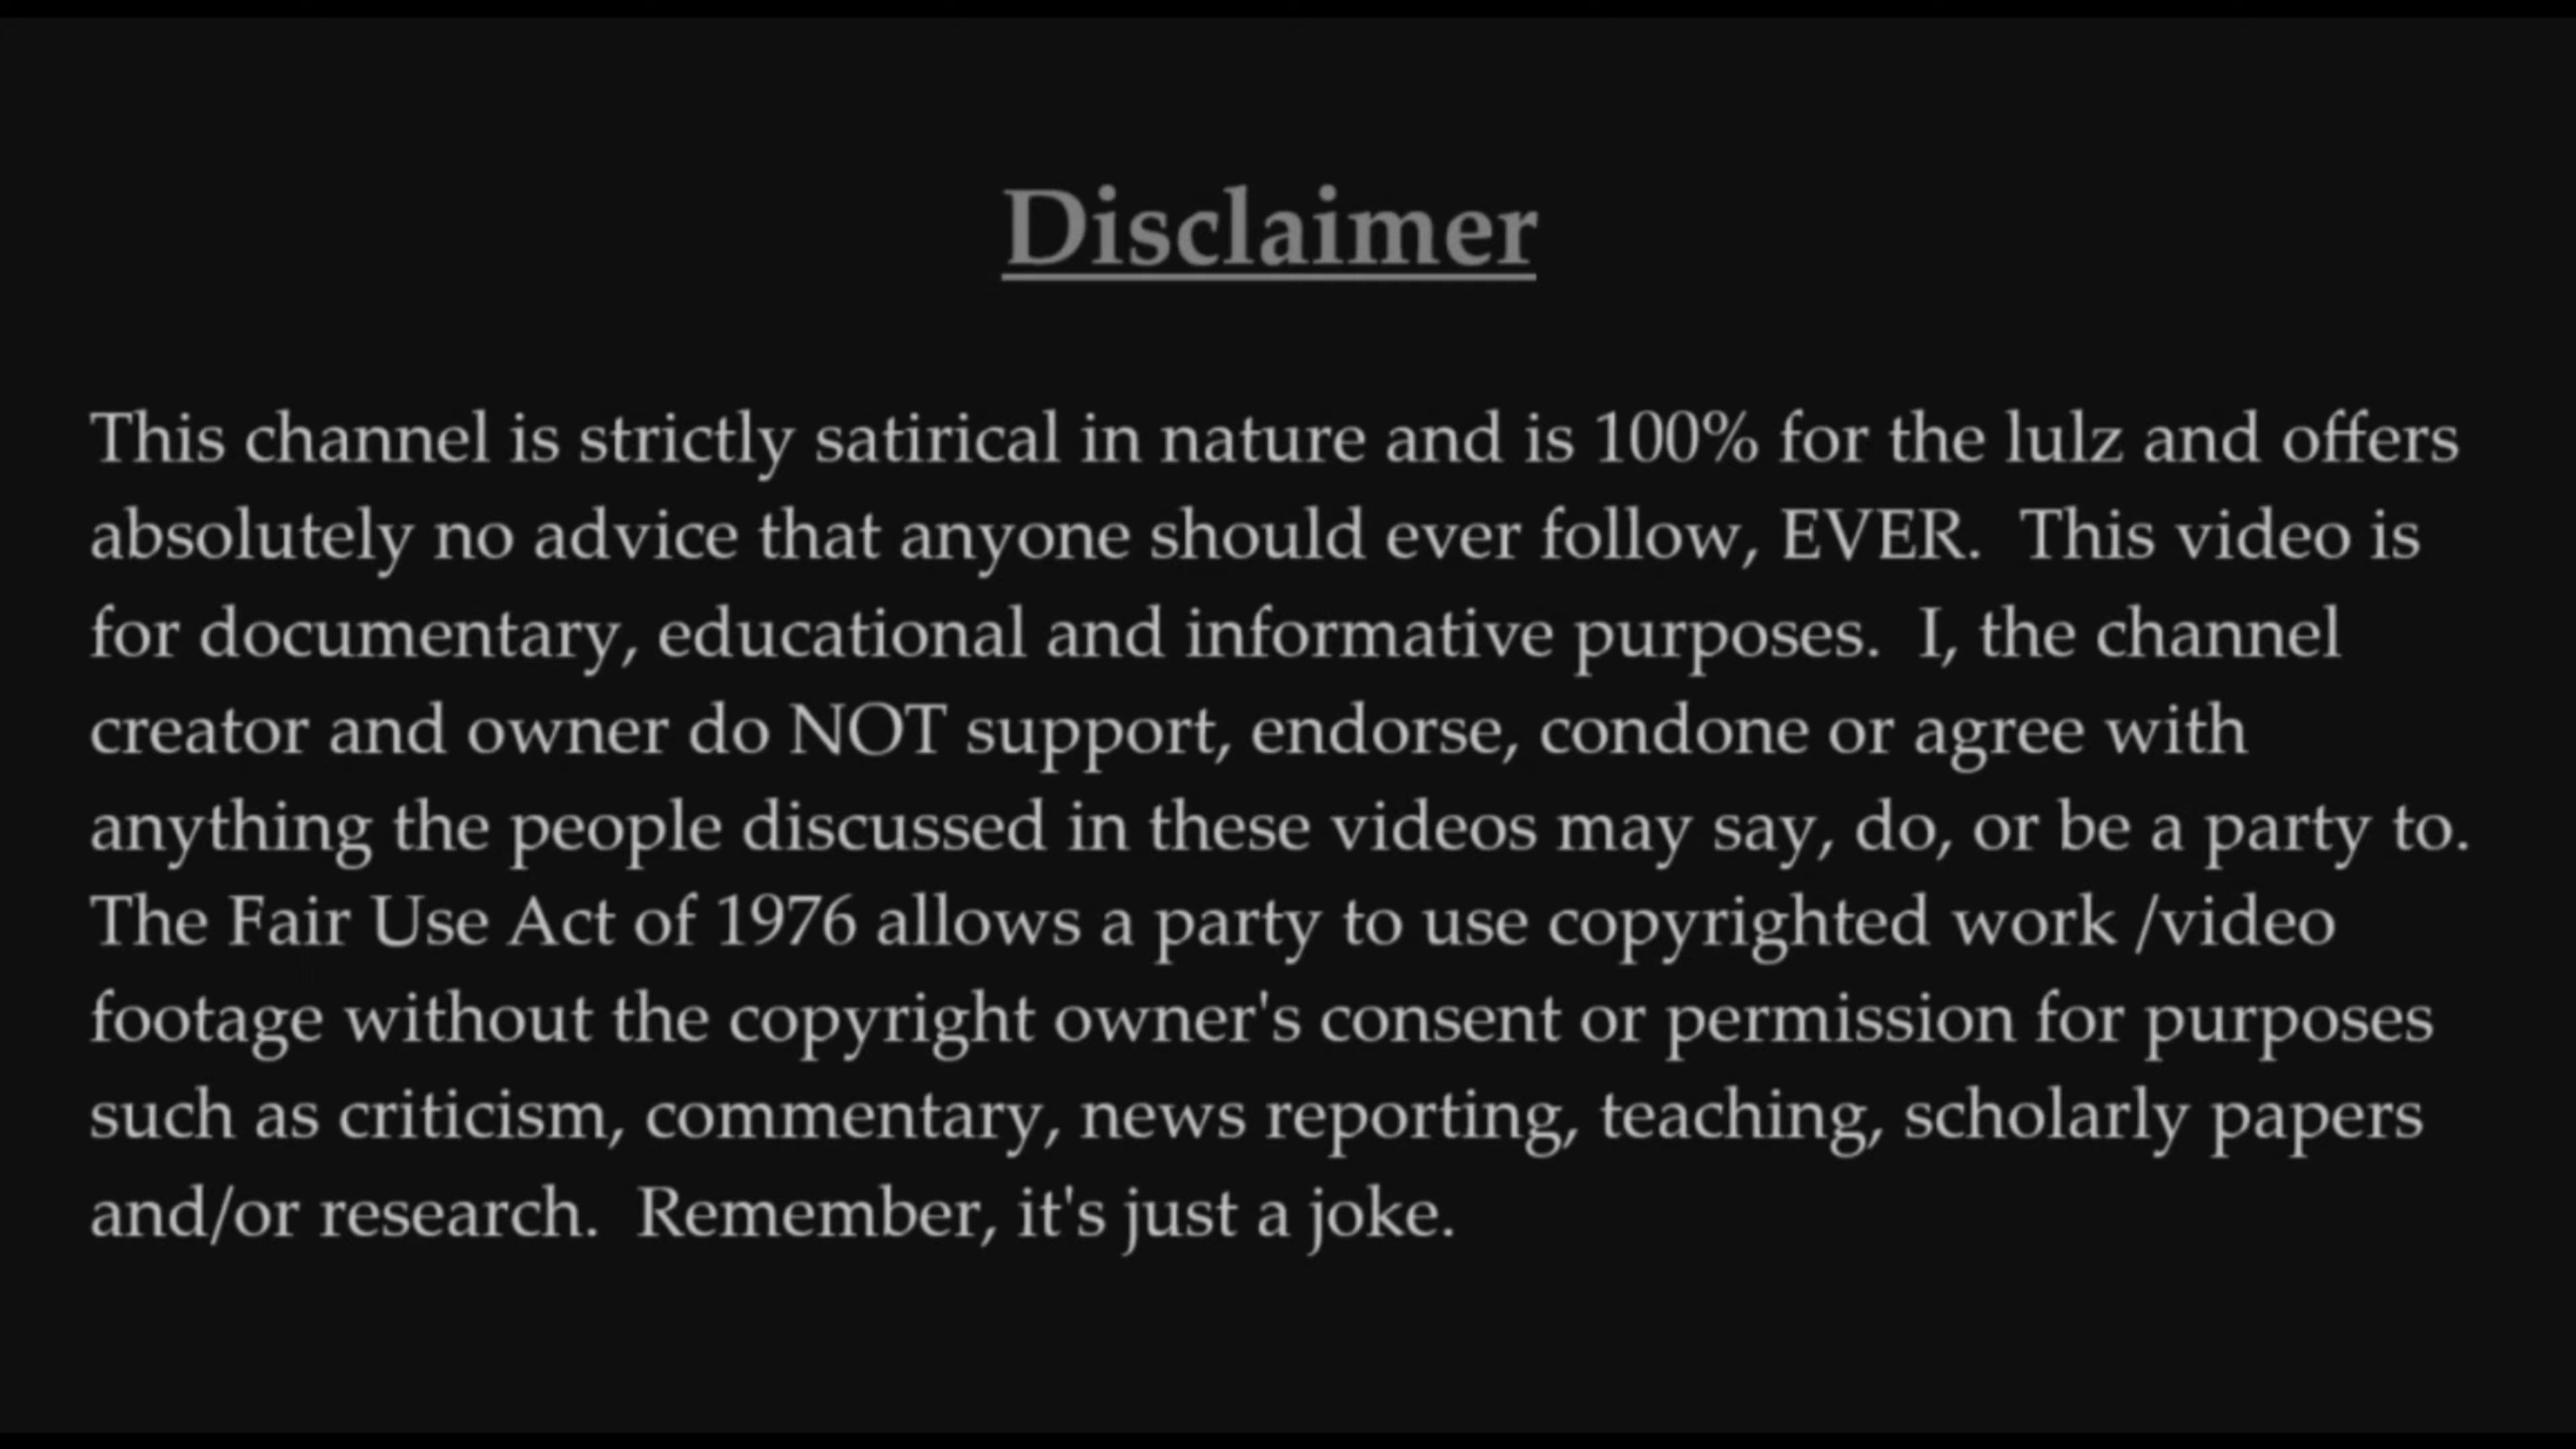 Disclaimer
This channel is strictly satirical in nature and is 100% for the lulz and offers
absolutely no advice that anyone should ever follow, EVER.  This video is
for documentary, educational and informative purposes.  I, the channel
creator and owner do NOT support, endorse, condone or agree with
anything the people discussed in these videos may say, do, or be a party to.
The Fair Use Act of 1976 allows a party to use copyrighted work /video
footage without the copyright owner's consent or permission for purposes
such as criticism, commentary, news reporting, teaching, scholarly papers
and/or research.  Remember, it's just a joke.